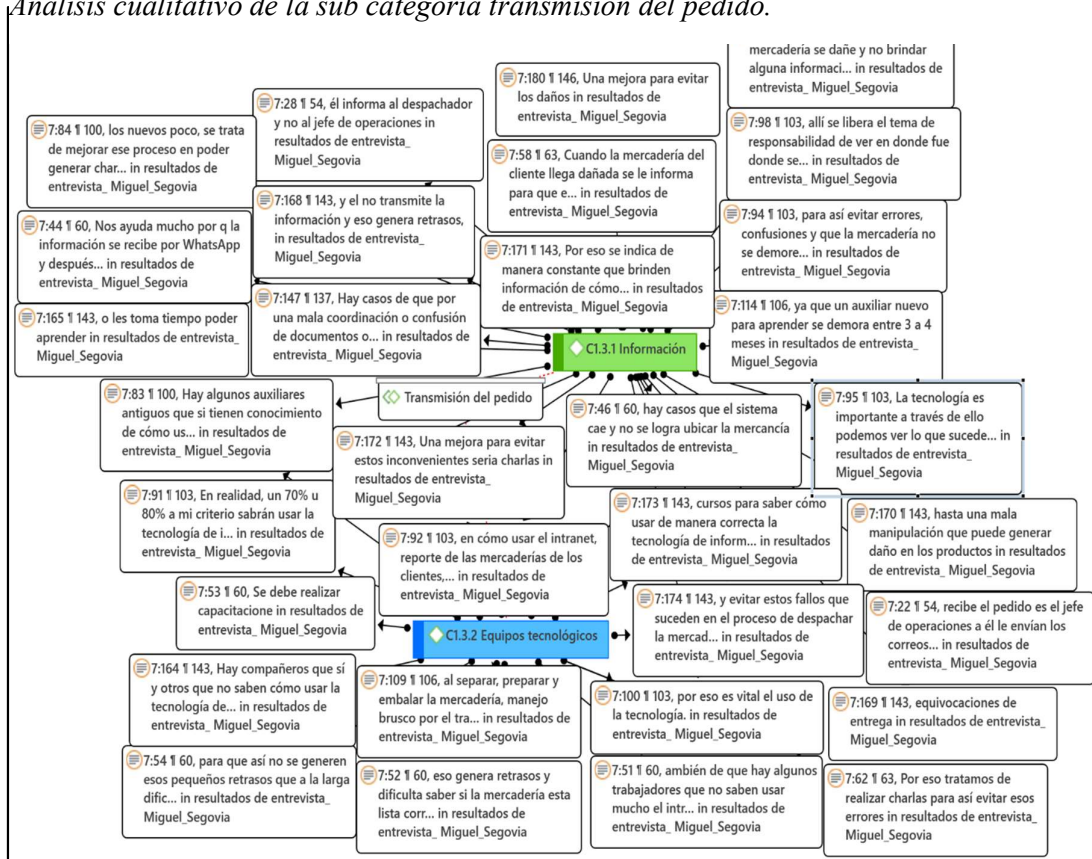 Análisis cualitativo de la sub categoría transmisión del pedido.
mercadería se dañe y no brindar
alguna informaci... in resultados de
entrevista_ Miguel_Segovia
7:180 ¶ 146, Una mejora para evitar
los daños in resultados de
entrevista_ Miguel_Segovia
7:28 ¶ 54, él informa al despachador
y no al jefe de operaciones in
resultados de entrevista_
Miguel_Segovia
7:84 ¶ 100, los nuevos poco, se trata
de mejorar ese proceso en poder
generar char... in resultados de
entrevista_ Miguel_Segovia
7:98 ¶ 103, allí se libera el tema de
responsabilidad de ver en donde fue
donde se... in resultados de
entrevista_ Miguel_Segovia
7:58 ¶ 63, Cuando la mercadería del
cliente llega dañada se le informa
para que e... in resultados de
entrevista_ Miguel_Segovia
7:168 ¶ 143, y el no transmite la
información y eso genera retrasos,
in resultados de entrevista_
Miguel_Segovia
7:44 ¶ 60, Nos ayuda mucho por q la
información se recibe por WhatsApp
y después... in resultados de
entrevista_ Miguel_Segovia
7:94 ¶ 103, para así evitar errores,
confusiones y que la mercadería no
se demore... in resultados de
entrevista_ Miguel_Segovia
7:171 ¶ 143, Por eso se indica de
manera constante que brinden
información de cómo... in resultados
de entrevista_ Miguel_Segovia
7:147 ¶ 137, Hay casos de que por
una mala coordinación o confusión
de documentos o... in resultados de
entrevista_ Miguel_Segovia
7:165 ¶ 143, o les toma tiempo poder
aprender in resultados de entrevista_
Miguel_Segovia
7:114 ¶ 106, ya que un auxiliar nuevo
para aprender se demora entre 3 a 4
meses in resultados de entrevista_
Miguel_Segovia
C1.3.1 Información
7:83 ¶ 100, Hay algunos auxiliares
antiguos que si tienen conocimiento
de cómo us... in resultados de
entrevista_ Miguel_Segovia
Transmisión del pedido
7:46 ¶ 60, hay casos que el sistema
cae y no se logra ubicar la mercancía
in resultados de entrevista_
Miguel_Segovia
7:95 ¶ 103, La tecnología es
importante a través de ello
podemos ver lo que sucede... in
resultados de entrevista_
Miguel_Segovia
7:172 ¶ 143, Una mejora para evitar
estos inconvenientes seria charlas in
resultados de entrevista_
Miguel_Segovia
7:91 ¶ 103, En realidad, un 70% u
80% a mi criterio sabrán usar la
tecnología de i... in resultados de
entrevista_ Miguel_Segovia
7:173 ¶ 143, cursos para saber cómo
usar de manera correcta la
tecnología de inform... in resultados
de entrevista_ Miguel_Segovia
7:170 ¶ 143, hasta una mala
manipulación que puede generar
daño en los productos in resultados
de entrevista_ Miguel_Segovia
7:92 ¶ 103, en cómo usar el intranet,
reporte de las mercaderías de los
clientes,... in resultados de
entrevista_ Miguel_Segovia
7:53 ¶ 60, Se debe realizar
capacitacione in resultados de
entrevista_ Miguel_Segovia
7:174 ¶ 143, y evitar estos fallos que
suceden en el proceso de despachar
la mercad... in resultados de
entrevista_ Miguel_Segovia
7:22 ¶ 54, recibe el pedido es el jefe
de operaciones a él le envían los
correos... in resultados de
entrevista_ Miguel_Segovia
C1.3.2 Equipos tecnológicos
7:164 ¶ 143, Hay compañeros que sí
y otros que no saben cómo usar la
tecnología de... in resultados de
entrevista_ Miguel_Segovia
7:109 ¶ 106, al separar, preparar y
embalar la mercadería, manejo
brusco por el tra... in resultados de
entrevista_ Miguel_Segovia
7:100 ¶ 103, por eso es vital el uso de
la tecnología. in resultados de
entrevista_ Miguel_Segovia
7:169 ¶ 143, equivocaciones de
entrega in resultados de entrevista_
Miguel_Segovia
7:54 ¶ 60, para que así no se generen
esos pequeños retrasos que a la larga
dific... in resultados de entrevista_
Miguel_Segovia
7:52 ¶ 60, eso genera retrasos y
dificulta saber si la mercadería esta
lista corr... in resultados de
entrevista_ Miguel_Segovia
7:51 ¶ 60, ambién de que hay algunos
trabajadores que no saben usar
mucho el intr... in resultados de
entrevista_ Miguel_Segovia
7:62 ¶ 63, Por eso tratamos de
realizar charlas para así evitar esos
errores in resultados de entrevista_
Miguel_Segovia